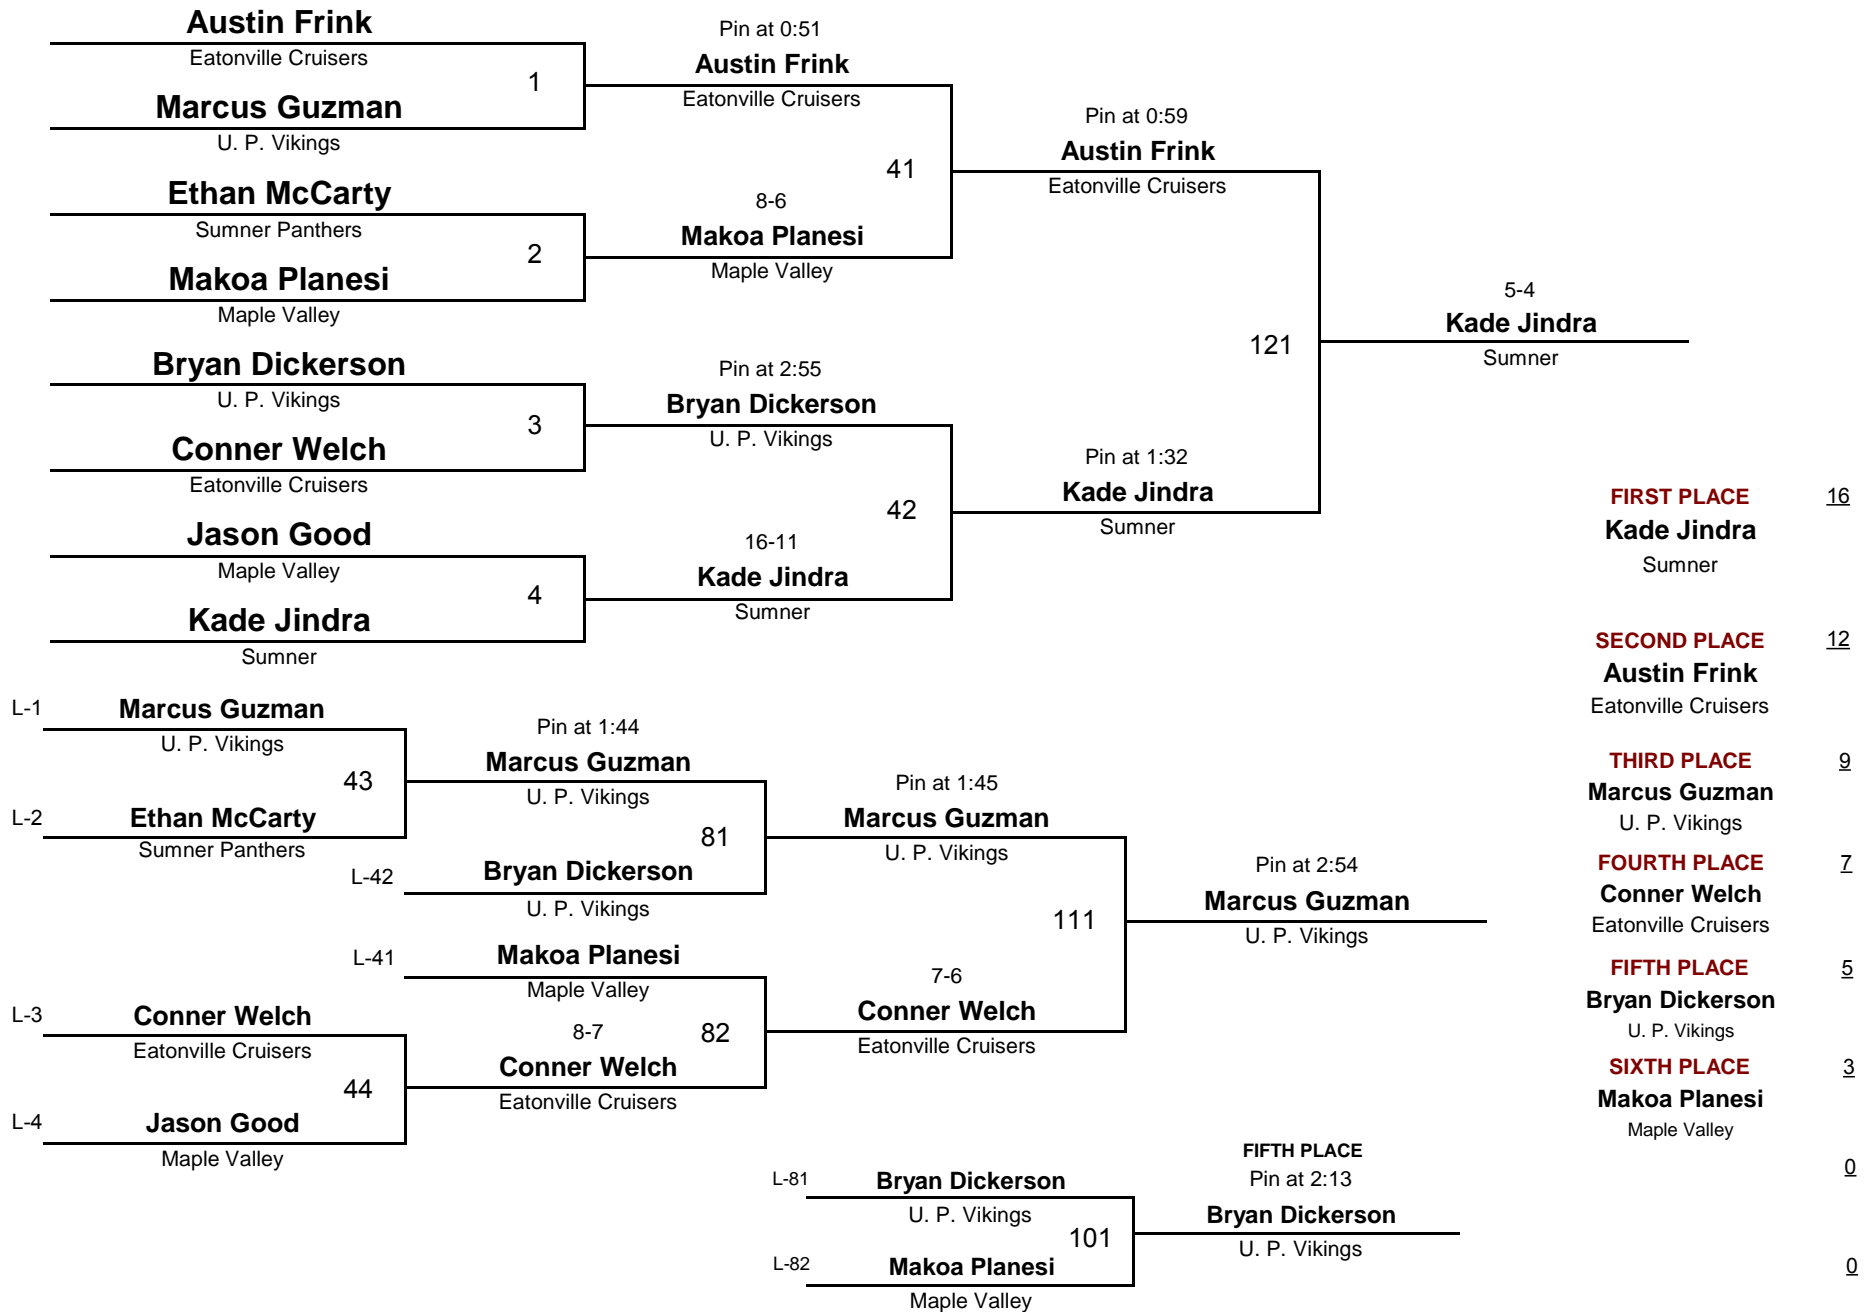 Austin Frink
Eatonville Cruisers
1
Marcus Guzman
U. P. Vikings
Ethan McCarty
Sumner Panthers
2
Makoa Planesi
Maple Valley
Bryan Dickerson
U. P. Vikings
3
Conner Welch
Eatonville Cruisers
Jason Good
Maple Valley
4
Kade Jindra
Sumner
Pin at 0:51
Austin Frink
Eatonville Cruisers
41
8-6
Makoa Planesi
Maple Valley
Pin at 2:55
Bryan Dickerson
U. P. Vikings
42
16-11
Kade Jindra
Sumner
Pin at 0:59
Austin Frink
Eatonville Cruisers
121
Pin at 1:32
Kade Jindra
Sumner
5-4
Kade Jindra
Sumner
L-1 Marcus Guzman
U. P. Vikings
43
L-2 Ethan McCarty
Sumner Panthers
L-3 Conner Welch
Eatonville Cruisers
44
L-4 Jason Good
Maple Valley
Pin at 1:44
Marcus Guzman
U. P. Vikings
81
L-42 Bryan Dickerson
U. P. Vikings
L-41 Makoa Planesi
Maple Valley
82
8-7
Conner Welch
Eatonville Cruisers
Pin at 1:45
Marcus Guzman
U. P. Vikings
111
7-6
Conner Welch
Eatonville Cruisers
Pin at 2:54
Marcus Guzman
U. P. Vikings
L-81 Bryan Dickerson
U. P. Vikings
101
L-82 Makoa Planesi
Maple Valley
FIFTH PLACE
Pin at 2:13
Bryan Dickerson
U. P. Vikings
FIRST PLACE 16
Kade Jindra
Sumner
SECOND PLACE 12
Austin Frink
Eatonville Cruisers
THIRD PLACE 9
Marcus Guzman
U. P. Vikings
FOURTH PLACE 7
Conner Welch
Eatonville Cruisers
FIFTH PLACE 5
Bryan Dickerson
U. P. Vikings
SIXTH PLACE 3
Makoa Planesi
Maple Valley
0
0